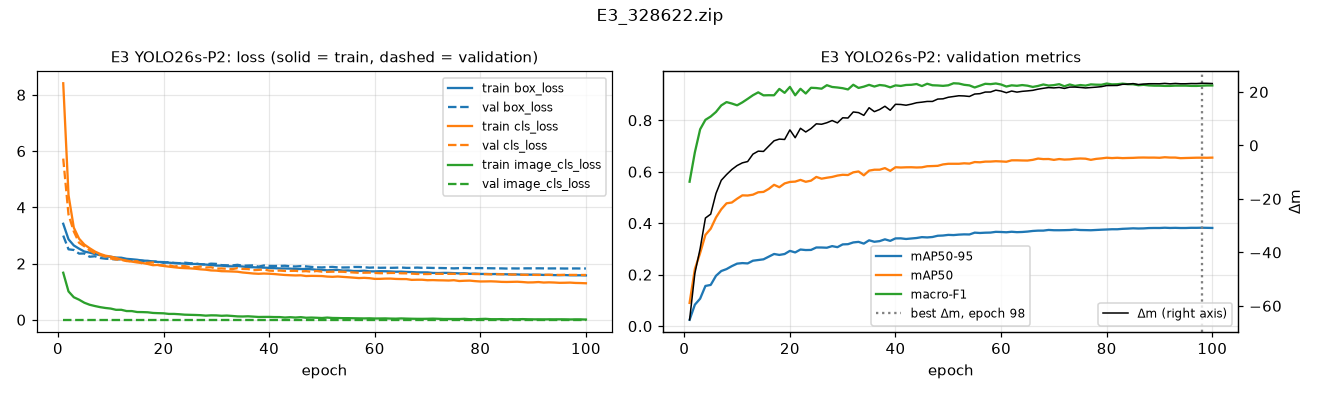 E3_328622.zip
E3 YOLO26s-P2: loss (solid = train, dashed = validation)
8
6
4
2
0
0
20
40
60
80
100
epoch
train box_loss
val box_loss
train cls_loss
val cls_loss
train image_cls_loss
val image_cls_loss
E3 YOLO26s-P2: validation metrics
0.8
0.6
0.4
0.2
0.0
0
20
40
60
80
100
epoch
mAP50-95
mAP50
macro-F1
best Δm, epoch 98
Δm (right axis)
20
0
−20
−40
−60
Δm